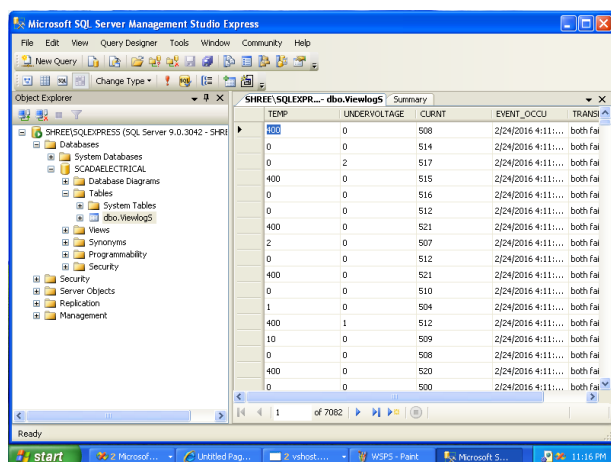 Microsoft SQL Server Management Studio Express
File Edit View Query Designer Tools Window Community Help
New Query
Change Type
Object Explorer
SHREE\SQLEXPRESS (SQL Server 9.0.3042 - SHRE
Databases
System Databases
SCADAELECTRICAL
Database Diagrams
Tables
System Tables
dbo.ViewlogS
Views
Synonyms
Programmability
Security
Security
Server Objects
Replication
Management
SHREE\SQLEXPR...- dbo.ViewlogS Summary
TEMP UNDERVOLTAGE CURNT EVENT_OCCU TRANSI
400 0 508 2/24/2016 4:11:... both fai
0 0 514 2/24/2016 4:11:... both fai
0 2 517 2/24/2016 4:11:... both fai
400 0 515 2/24/2016 4:11:... both fai
0 0 516 2/24/2016 4:11:... both fai
0 0 512 2/24/2016 4:11:... both fai
400 0 521 2/24/2016 4:11:... both fai
2 0 507 2/24/2016 4:11:... both fai
0 0 512 2/24/2016 4:11:... both fai
400 0 521 2/24/2016 4:11:... both fai
0 0 510 2/24/2016 4:11:... both fai
1 0 504 2/24/2016 4:11:... both fai
400 1 512 2/24/2016 4:11:... both fai
10 0 509 2/24/2016 4:11:... both fai
0 0 508 2/24/2016 4:11:... both fai
400 0 520 2/24/2016 4:11:... both fai
0 0 500 2/24/2016 4:11:... both fai
1 of 7082
Ready
start 2 Microsof... Untitled Pag... 2 vshost.... WSPS - Paint Microsoft S... 11:16 PM